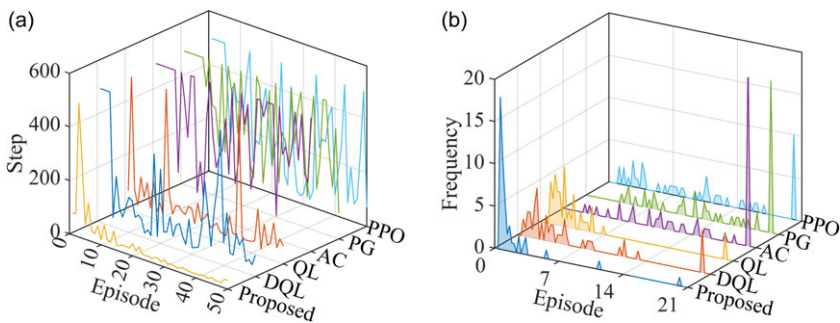 (a)
600
400
200
0
Step
0
10
20
30
40
50
Episode
Proposed
DQL
QL
AC
PG
PPO
(b)
20
15
10
5
0
Frequency
0
7
14
21
Episode
Proposed
DQL
QL
AC
PG
PPO